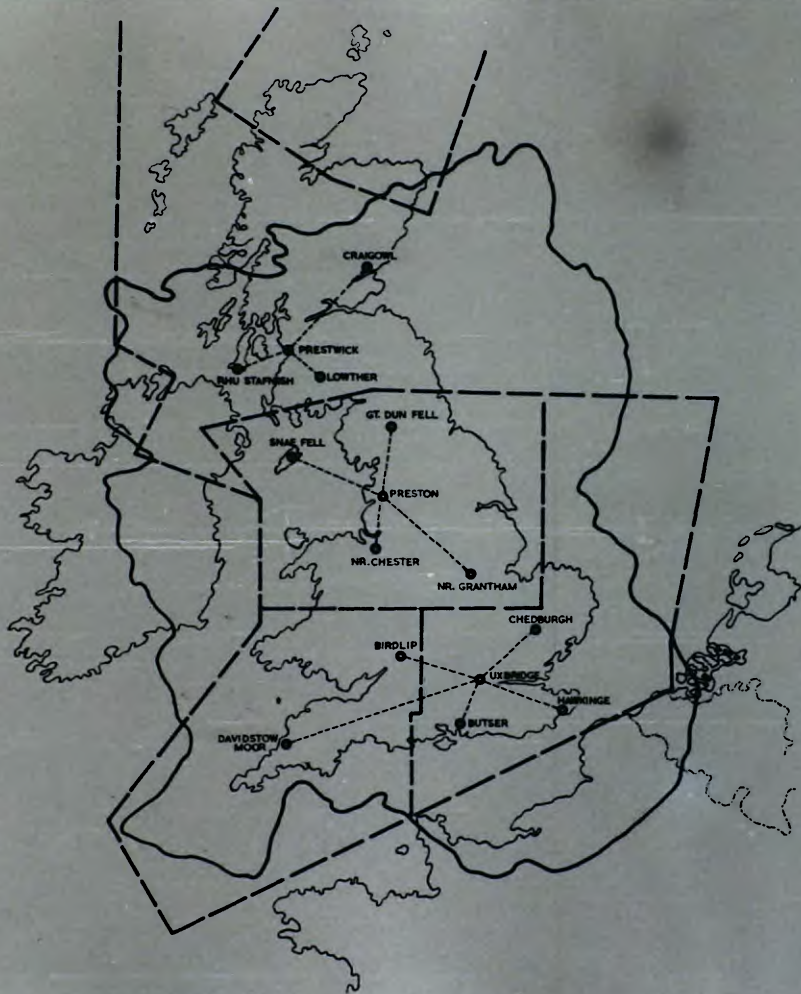 CRAIGOWL
PRESTWICK
RHU STAFNISH
LOWTHER
GT. DUN FELL
SNAE FELL
PRESTON
NR. CHESTER
NR. GRANTHAM
CHEDBURGH
BIRDLIP
UXBRIDGE
HAWKINGE
BUTSER
DAVIDSTOW
MOOR